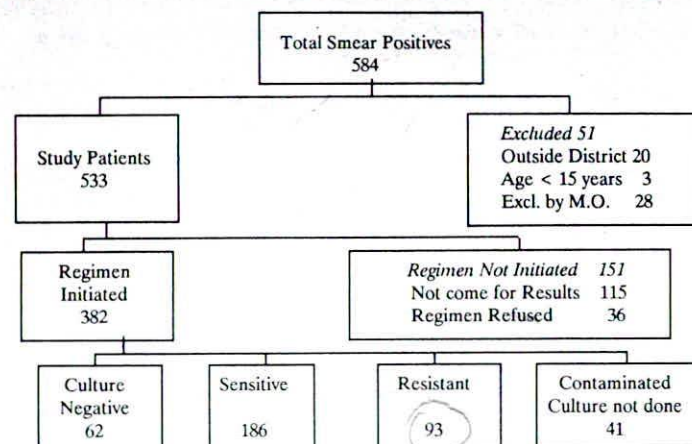 Total Smear Positives
584
Study Patients
533
Excluded 51
Outside District 20
Age < 15 years 3
Excl. by M.O. 28
Regimen
Initiated
382
Regimen Not Initiated 151
Not come for Results 115
Regimen Refused 36
Culture
Negative
62
Sensitive
186
Resistant
93
Contaminated
Culture not done
41